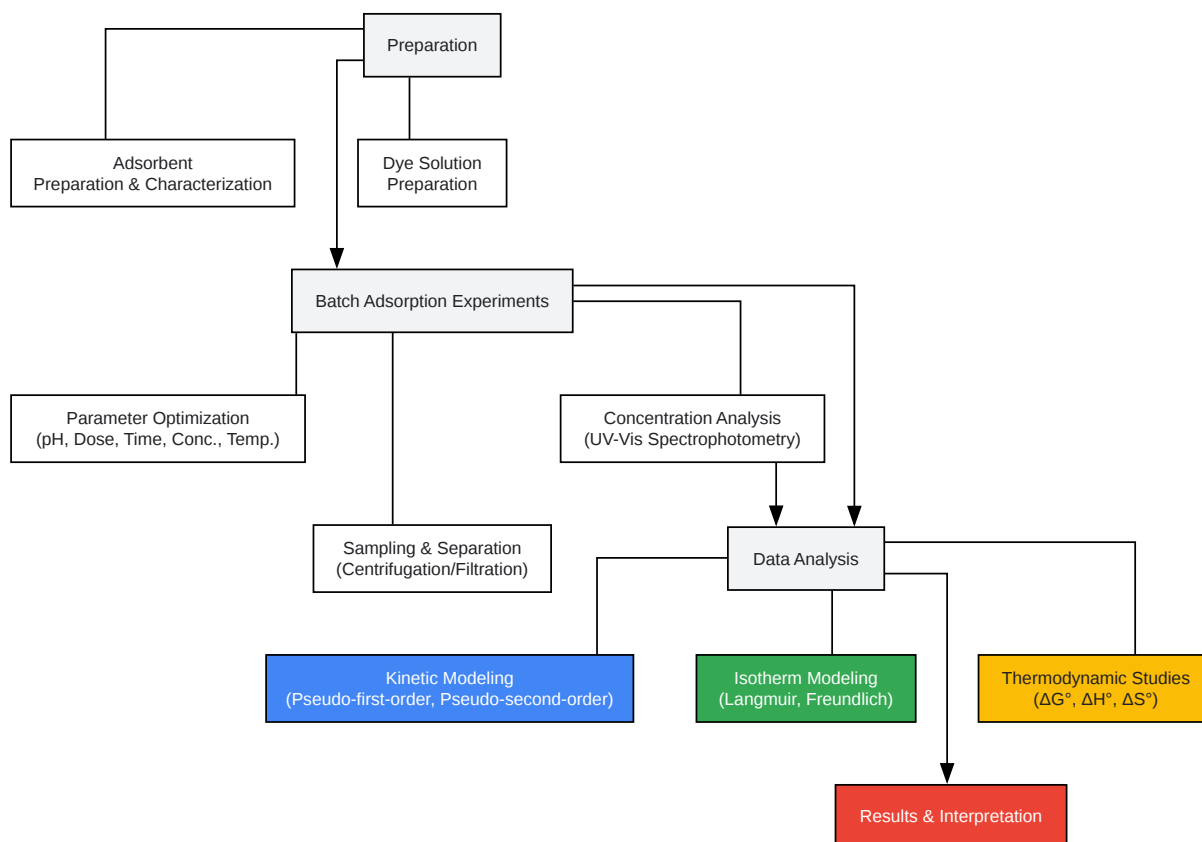 Preparation
Adsorbent
Preparation & Characterization
Dye Solution
Preparation
Batch Adsorption Experiments
Parameter Optimization
(pH, Dose, Time, Conc., Temp.)
Concentration Analysis
(UV-Vis Spectrophotometry)
Sampling & Separation
(Centrifugation/Filtration)
Data Analysis
Kinetic Modeling
(Pseudo-first-order, Pseudo-second-order)
Isotherm Modeling
(Langmuir, Freundlich)
Thermodynamic Studies
(ΔG°, ΔH°, ΔS°)
Results & Interpretation